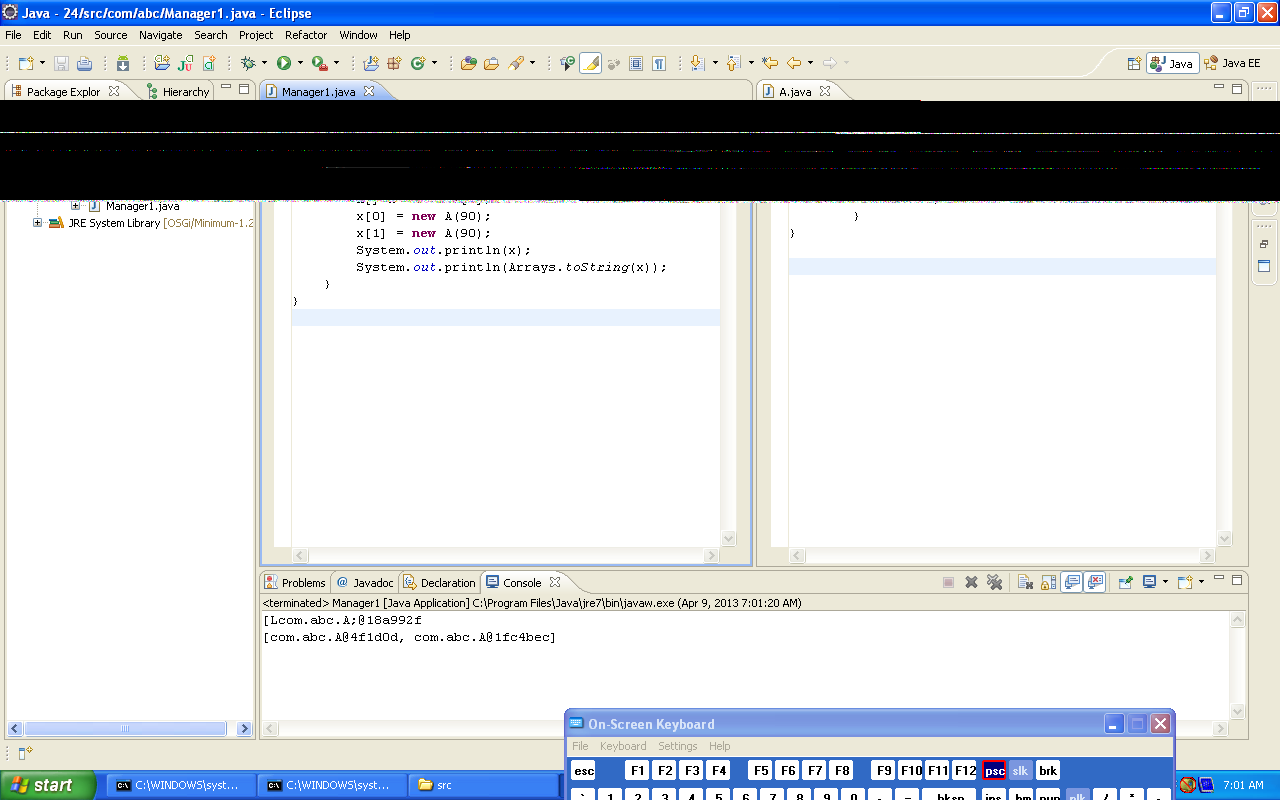 Java - 24/src/com/abc/Manager1.java - Eclipse
File Edit Run Source Navigate Search Project Refactor Window Help
Java Java EE
Package Explor Hierarchy Manager1.java A.java
Manager1.java
JRE System Library [OSGi/Minimum-1.2
x[0] = new A(90);
x[1] = new A(90);
System.out.println(x);
System.out.println(Arrays.toString(x));
}
}
}
}
Problems Javadoc Declaration Console
<terminated> Manager1 [Java Application] C:\Program Files\Java\jre7\bin\javaw.exe (Apr 9, 2013 7:01:20 AM)
[Lcom.abc.A;@18a992f
[com.abc.A@4f1d0d, com.abc.A@1fc4bec]
On-Screen Keyboard
File Keyboard Settings Help
esc F1 F2 F3 F4 F5 F6 F7 F8 F9 F10 F11 F12 psc slk brk
start C:\WINDOWS\syst... C:\WINDOWS\syst... src 7:01 AM